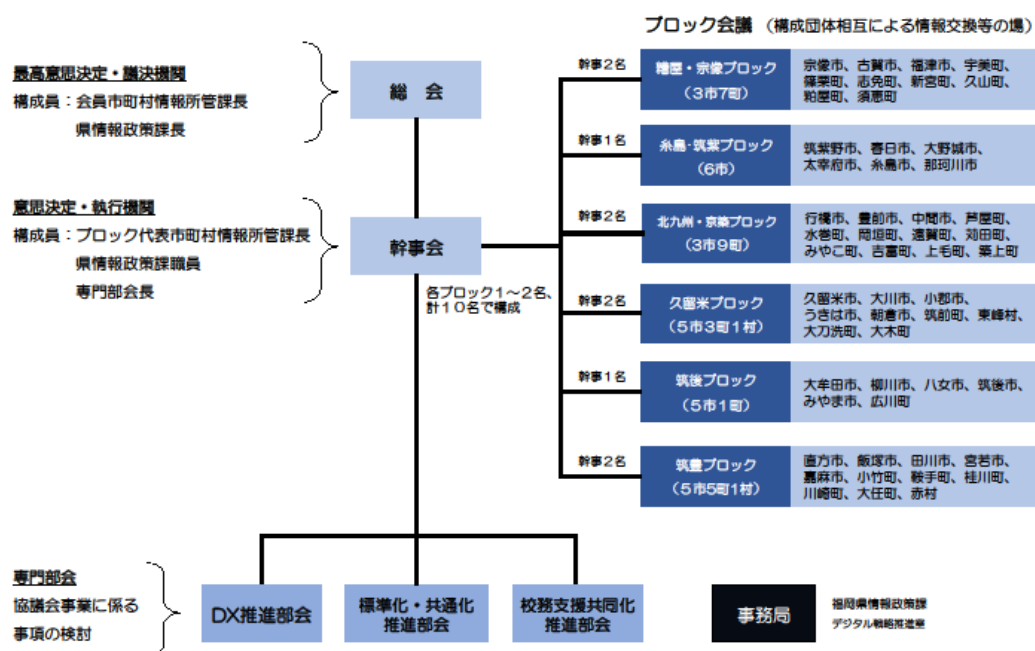 ブロック会議 （構成団体相互による情報交換等の場）
最高意思決定・議決機関
構成員：会員市町村情報所管課長
県情報政策課長
総 会
意思決定・執行機関
構成員：ブロック代表市町村情報所管課長
県情報政策課職員
専門部会長
幹事会
各ブロック１～２名、
計１０名で構成
幹事２名
糟屋・宗像ブロック
（３市７町）
宗像市、古賀市、福津市、宇美町、
篠栗町、志免町、新宮町、久山町、
粕屋町、須恵町
幹事１名
糸島・筑紫ブロック
（６市）
筑紫野市、春日市、大野城市、
太宰府市、糸島市、那珂川市
幹事２名
北九州・京築ブロック
（３市９町）
行橋市、豊前市、中間市、芦屋町、
水巻町、岡垣町、遠賀町、苅田町、
みやこ町、吉富町、上毛町、築上町
幹事２名
久留米ブロック
（５市３町１村）
久留米市、大川市、小郡市、
うきは市、朝倉市、筑前町、東峰村、
大刀洗町、大木町
幹事１名
筑後ブロック
（５市１町）
大牟田市、柳川市、八女市、筑後市、
みやま市、広川町
幹事２名
筑豊ブロック
（５市５町１村）
直方市、飯塚市、田川市、宮若市、
嘉麻市、小竹町、鞍手町、桂川町、
川崎町、大任町、赤村
専門部会
協議会事業に係る
事項の検討
DX推進部会
標準化・共通化
推進部会
校務支援共同化
推進部会
事務局
福岡県情報政策課
デジタル戦略推進室